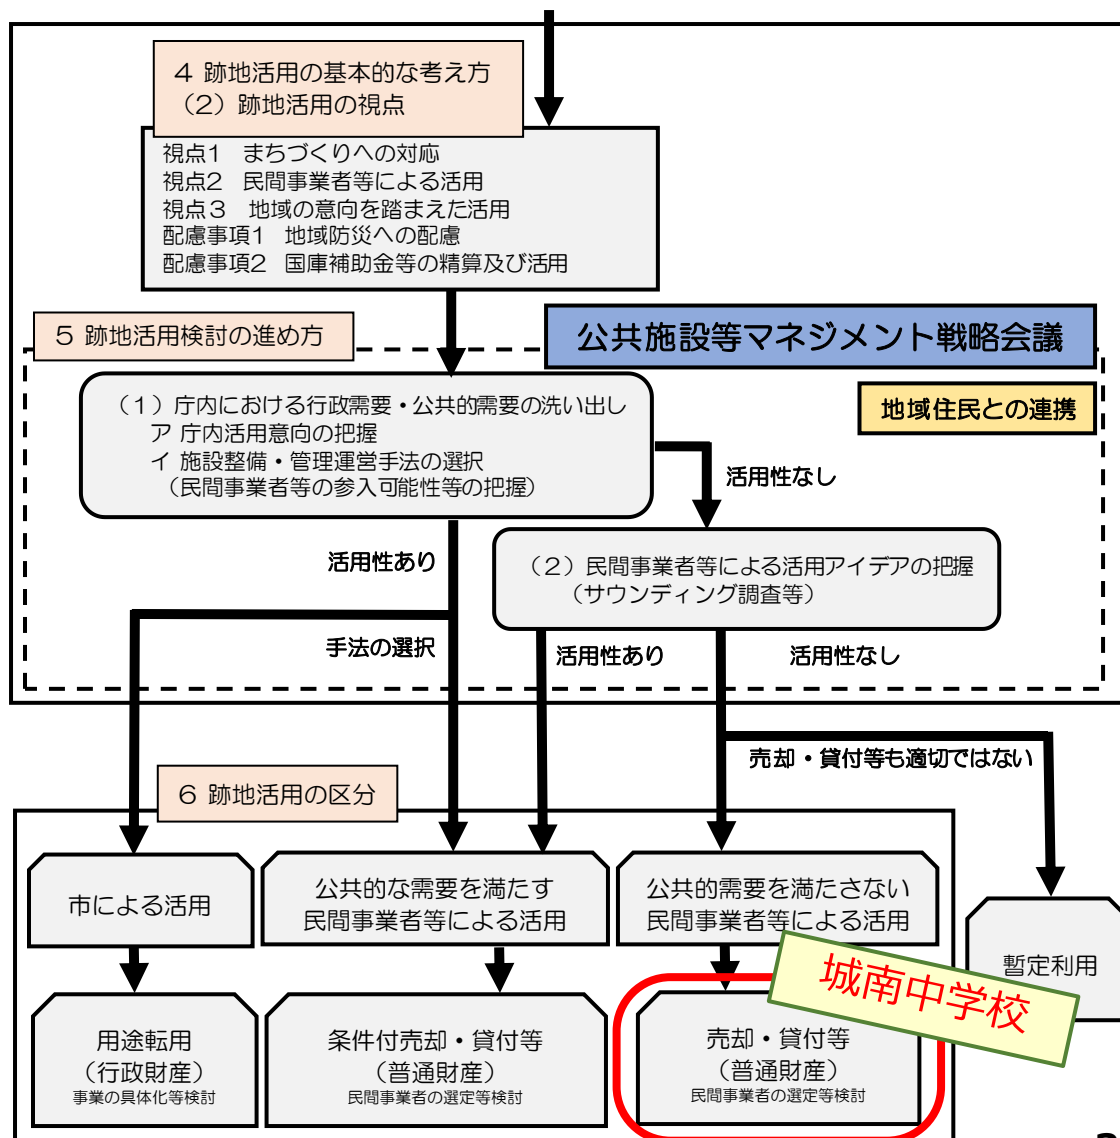 4 跡地活用の基本的な考え方
(2)跡地活用の視点
視点1 まちづくりへの対応
視点2 民間事業者等による活用
視点3 地域の意向を踏まえた活用
配慮事項1 地域防災への配慮
配慮事項2 国庫補助金等の精算及び活用
5 跡地活用検討の進め方
公共施設等マネジメント戦略会議
地域住民との連携
(1)庁内における行政需要・公共的需要の洗い出し
ア 庁内活用意向の把握
イ 施設整備・管理運営手法の選択
(民間事業者等の参入可能性等の把握)
活用性なし
活用性あり
(2)民間事業者等による活用アイデアの把握
(サウンディング調査等)
手法の選択
活用性あり
活用性なし
売却・貸付等も適切ではない
6 跡地活用の区分
市による活用
公共的な需要を満たす
民間事業者等による活用
公共的需要を満たさない
民間事業者等による活用
暫定利用
城南中学校
用途転用
(行政財産)
事業の具体化等検討
条件付売却・貸付等
(普通財産)
民間事業者の選定等検討
売却・貸付等
(普通財産)
民間事業者の選定等検討